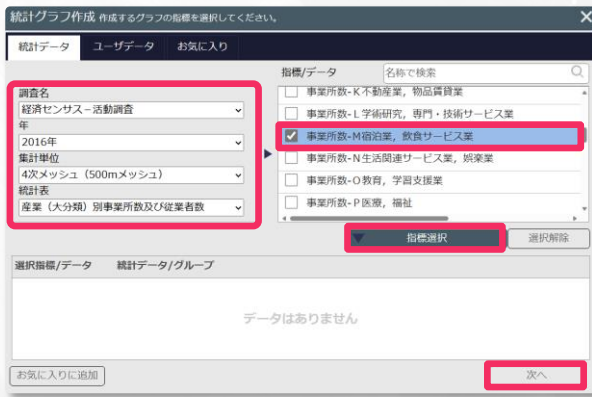 統計グラフ作成 作成するグラフの指標を選択してください。
統計データ ユーザデータ お気に入り
調査名
経済センサス－活動調査
年
2016年
集計単位
4次メッシュ（500mメッシュ）
統計表
産業（大分類）別事業所数及び従業者数
指標/データ 名称で検索
事業所数-K不動産業，物品賃貸業
事業所数-L学術研究，専門・技術サービス業
事業所数-M宿泊業，飲食サービス業
事業所数-N生活関連サービス業，娯楽業
事業所数-O教育，学習支援業
事業所数-P医療，福祉
指標選択 選択解除
選択指標/データ 統計データ/グループ
データはありません
お気に入りに追加 次へ